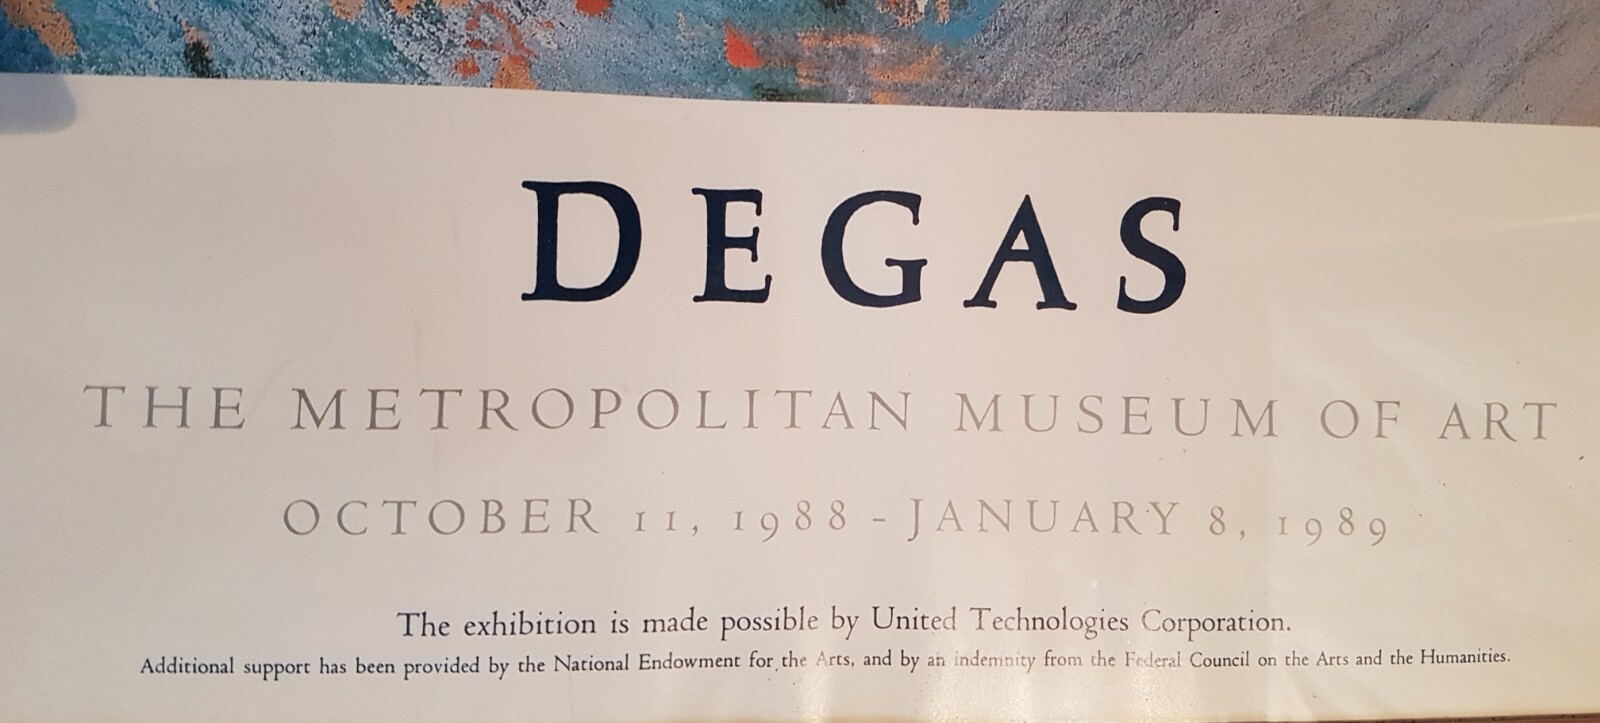 DEGAS
THE METROPOLITAN MUSEUM OF ART
OCTOBER 11, 1988 - JANUARY 8, 1989
The exhibition is made possible by United Technologies Corporation.
Additional support has been provided by the National Endowment for the Arts, and by an indemnity from the Federal Council on the Arts and the Humanities.